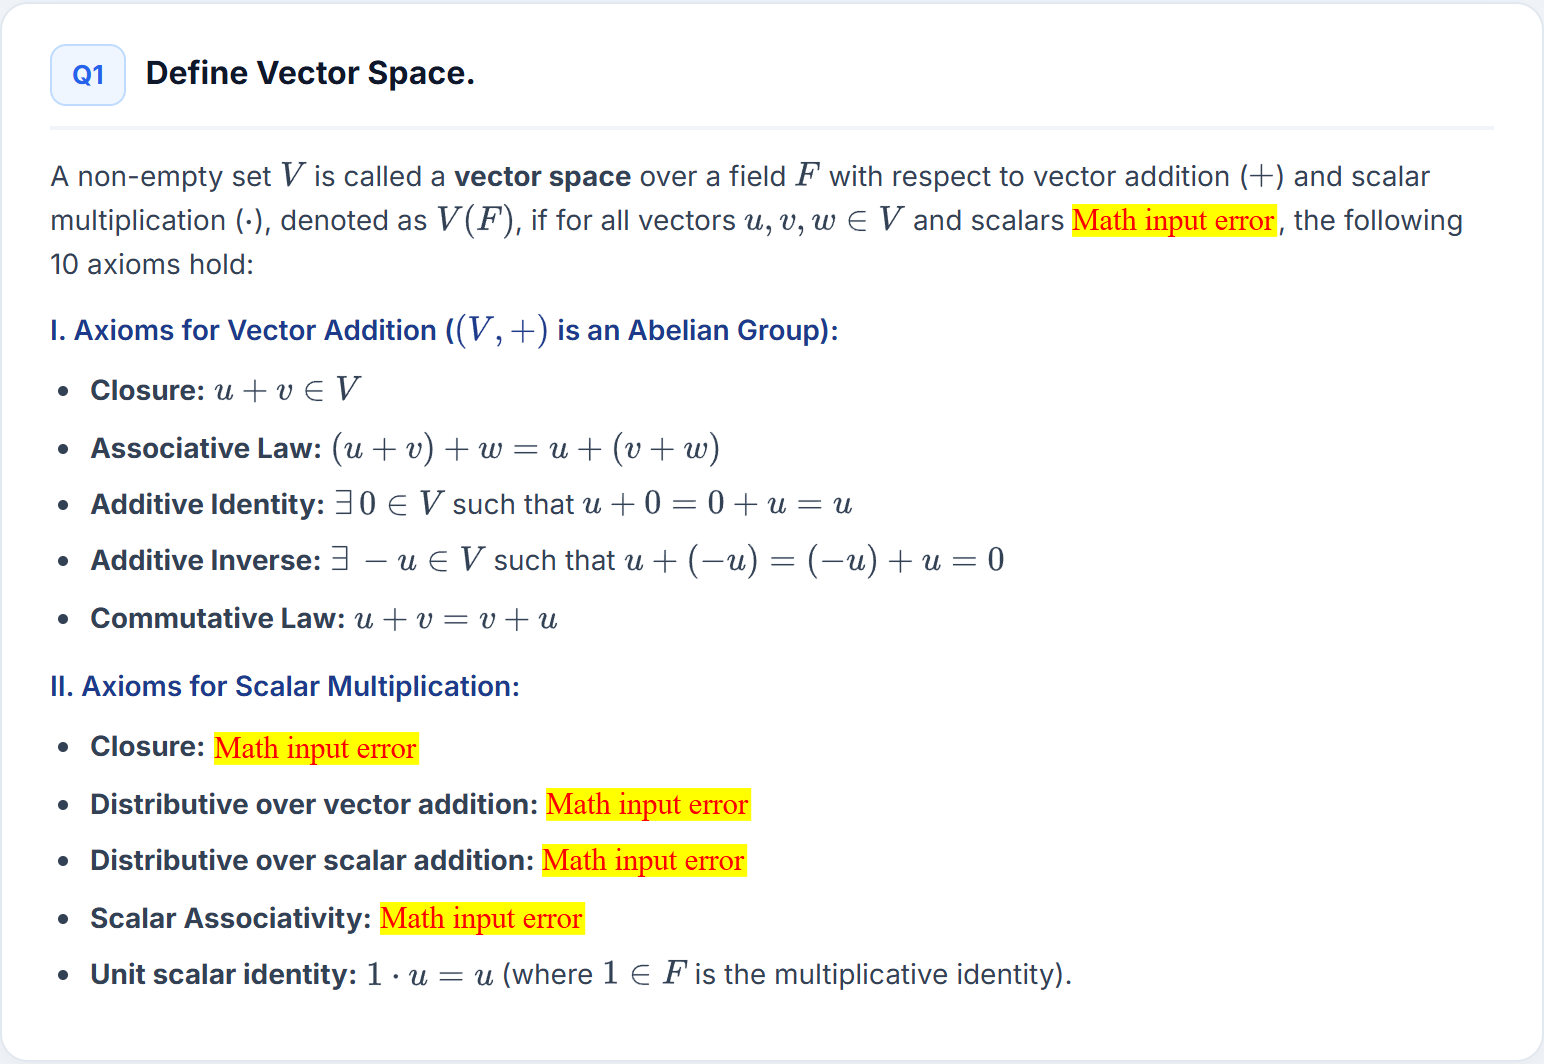 Q1 Define Vector Space.
A non-empty set V is called a vector space over a field F with respect to vector addition (+) and scalar
multiplication (·), denoted as V(F), if for all vectors u, v, w ∈ V and scalars Math input error, the following
10 axioms hold:
I. Axioms for Vector Addition ((V, +) is an Abelian Group):
• Closure: u + v ∈ V
• Associative Law: (u + v) + w = u + (v + w)
• Additive Identity: ∃ 0 ∈ V such that u + 0 = 0 + u = u
• Additive Inverse: ∃ − u ∈ V such that u + (−u) = (−u) + u = 0
• Commutative Law: u + v = v + u
II. Axioms for Scalar Multiplication:
• Closure: Math input error
• Distributive over vector addition: Math input error
• Distributive over scalar addition: Math input error
• Scalar Associativity: Math input error
• Unit scalar identity: 1 · u = u (where 1 ∈ F is the multiplicative identity).